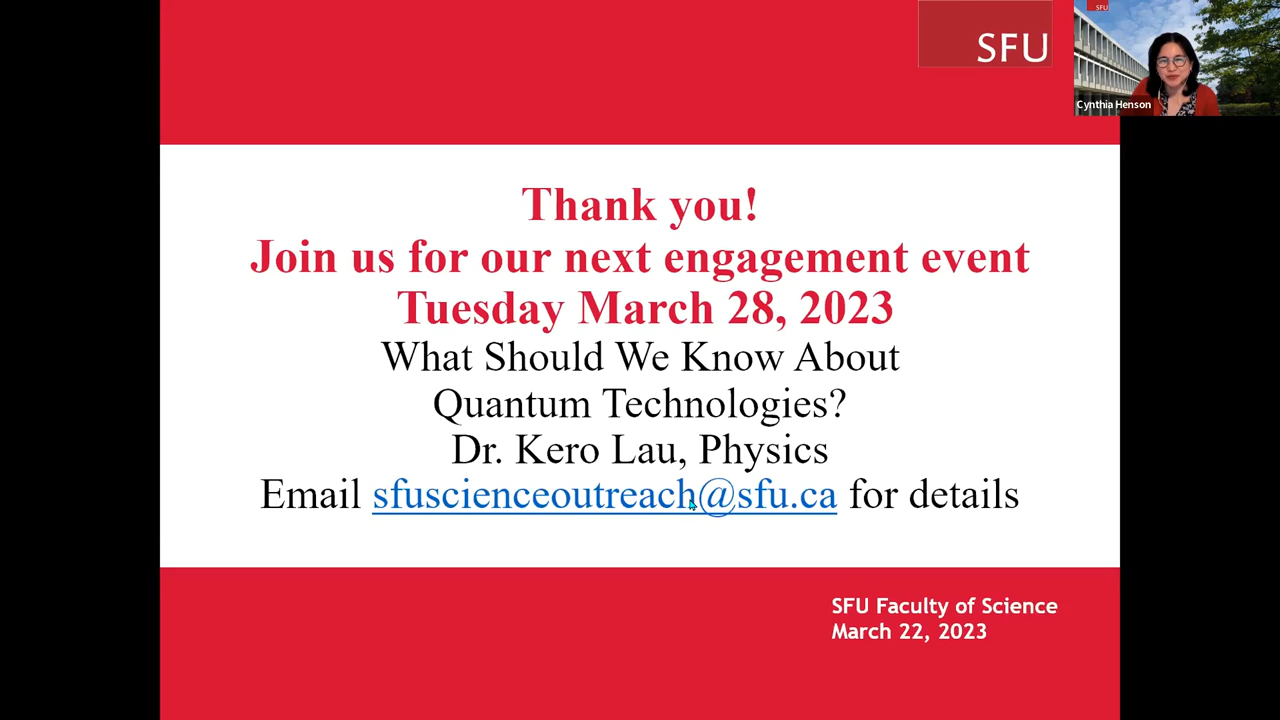 SFU
SFU
Cynthia Henson
Thank you!
Join us for our next engagement event
Tuesday March 28, 2023
What Should We Know About
Quantum Technologies?
Dr. Kero Lau, Physics
Email sfuscienceoutreach@sfu.ca for details
SFU Faculty of Science
March 22, 2023